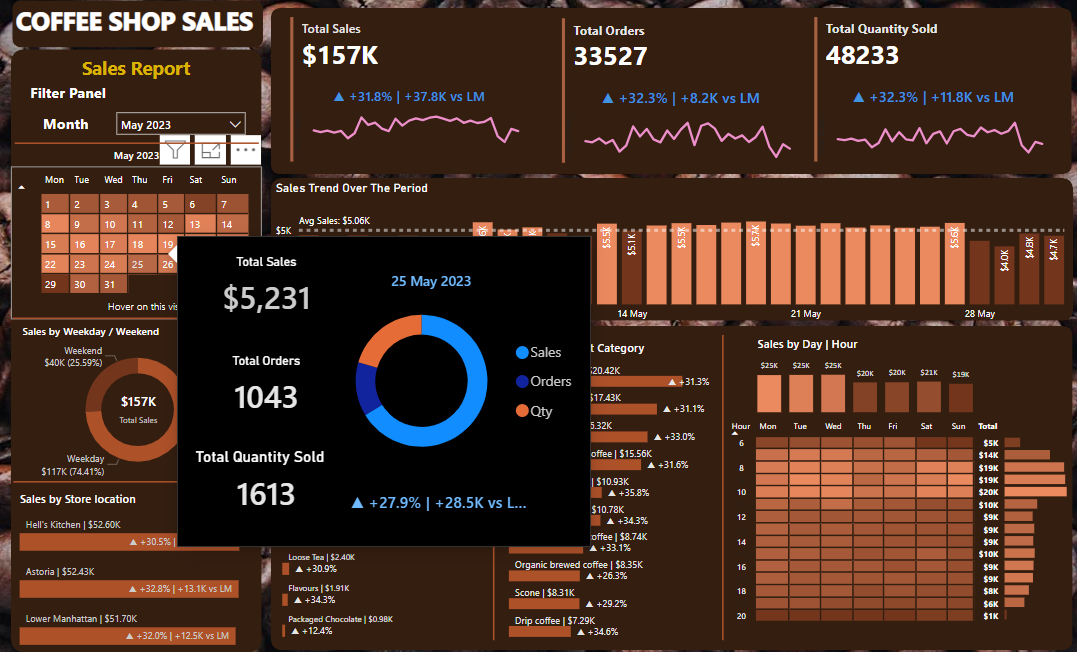 COFFEE SHOP SALES
Sales Report
Filter Panel
Month
May 2023
May 2023
Mon Tue Wed Thu Fri Sat Sun
1 2 3 4 5 6 7
8 9 10 11 12 13 14
15 16 17 18 19
22 23 24 25 26
29 30 31
Hover on this vis
Total Sales
$157K
▲ +31.8% | +37.8K vs LM
Total Orders
33527
▲ +32.3% | +8.2K vs LM
Total Quantity Sold
48233
▲ +32.3% | +11.8K vs LM
Sales Trend Over The Period
Avg Sales: $5.06K
$5K
$5.5K
$5.1K
$5.5K
$5.7K
$5.6K
$4.0K
$4.8K
$4.7K
14 May
21 May
28 May
Total Sales
$5,231
Total Orders
1043
Total Quantity Sold
1613
25 May 2023
Sales
Orders
Qty
▲ +27.9% | +28.5K vs L...
Sales by Weekday / Weekend
Weekend
$40K (25.59%)
$157K
Total Sales
Weekday
$117K (74.41%)
Sales by Store location
Hell's Kitchen | $52.60K
▲ +30.5% |
Astoria | $52.43K
▲ +32.8% | +13.1K vs LM
Lower Manhattan | $51.70K
▲ +32.0% | +12.5K vs LM
Loose Tea | $2.40K
▲ +30.9%
Flavours | $1.91K
▲ +34.3%
Packaged Chocolate | $0.98K
▲ +12.4%
t Category
$20.42K
▲ +31.3%
$17.43K
▲ +31.1%
6.32K
▲ +33.0%
offee | $15.56K
▲ +31.6%
| $10.93K
▲ +35.8%
$10.78K
▲ +34.3%
offee | $8.74K
▲ +33.1%
Organic brewed coffee | $8.35K
▲ +26.3%
Scone | $8.31K
▲ +29.2%
Drip coffee | $7.29K
▲ +34.6%
Sales by Day | Hour
$25K $25K $25K $20K $20K $21K $19K
Hour Mon Tue Wed Thu Fri Sat Sun Total
6 $5K
$14K
8 $19K
$19K
10 $20K
$10K
12 $9K
$9K
14 $9K
$10K
16 $9K
$9K
18 $8K
$6K
20 $1K